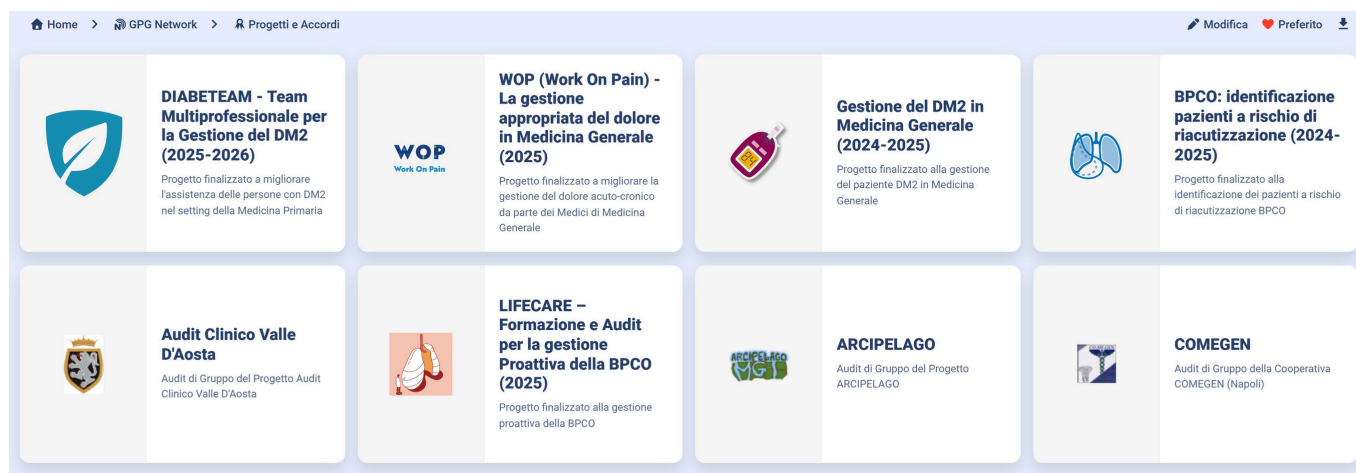 Home > GPG Network > Progetti e Accordi
Modifica Preferito
DIABETEAM - Team
Multiprofessionale per
la Gestione del DM2
(2025-2026)
Progetto finalizzato a migliorare
l'assistenza delle persone con DM2
nel setting della Medicina Primaria
WOP
Work On Pain
WOP (Work On Pain) -
La gestione
appropriata del dolore
in Medicina Generale
(2025)
Progetto finalizzato a migliorare la
gestione del dolore acuto-cronico
da parte dei Medici di Medicina
Generale
84
Gestione del DM2 in
Medicina Generale
(2024-2025)
Progetto finalizzato alla gestione
del paziente DM2 in Medicina
Generale
BPCO: identificazione
pazienti a rischio di
riacutizzazione (2024-
2025)
Progetto finalizzato alla
identificazione dei pazienti a rischio
di riacutizzazione BPCO
Audit Clinico Valle
D'Aosta
Audit di Gruppo del Progetto Audit
Clinico Valle D'Aosta
LIFECARE –
Formazione e Audit
per la gestione
Proattiva della BPCO
(2025)
Progetto finalizzato alla gestione
proattiva della BPCO
ARCIPELAGO
MGI
ARCIPELAGO
Audit di Gruppo del Progetto
ARCIPELAGO
COMEGEN
COMEGEN
Audit di Gruppo della Cooperativa
COMEGEN (Napoli)